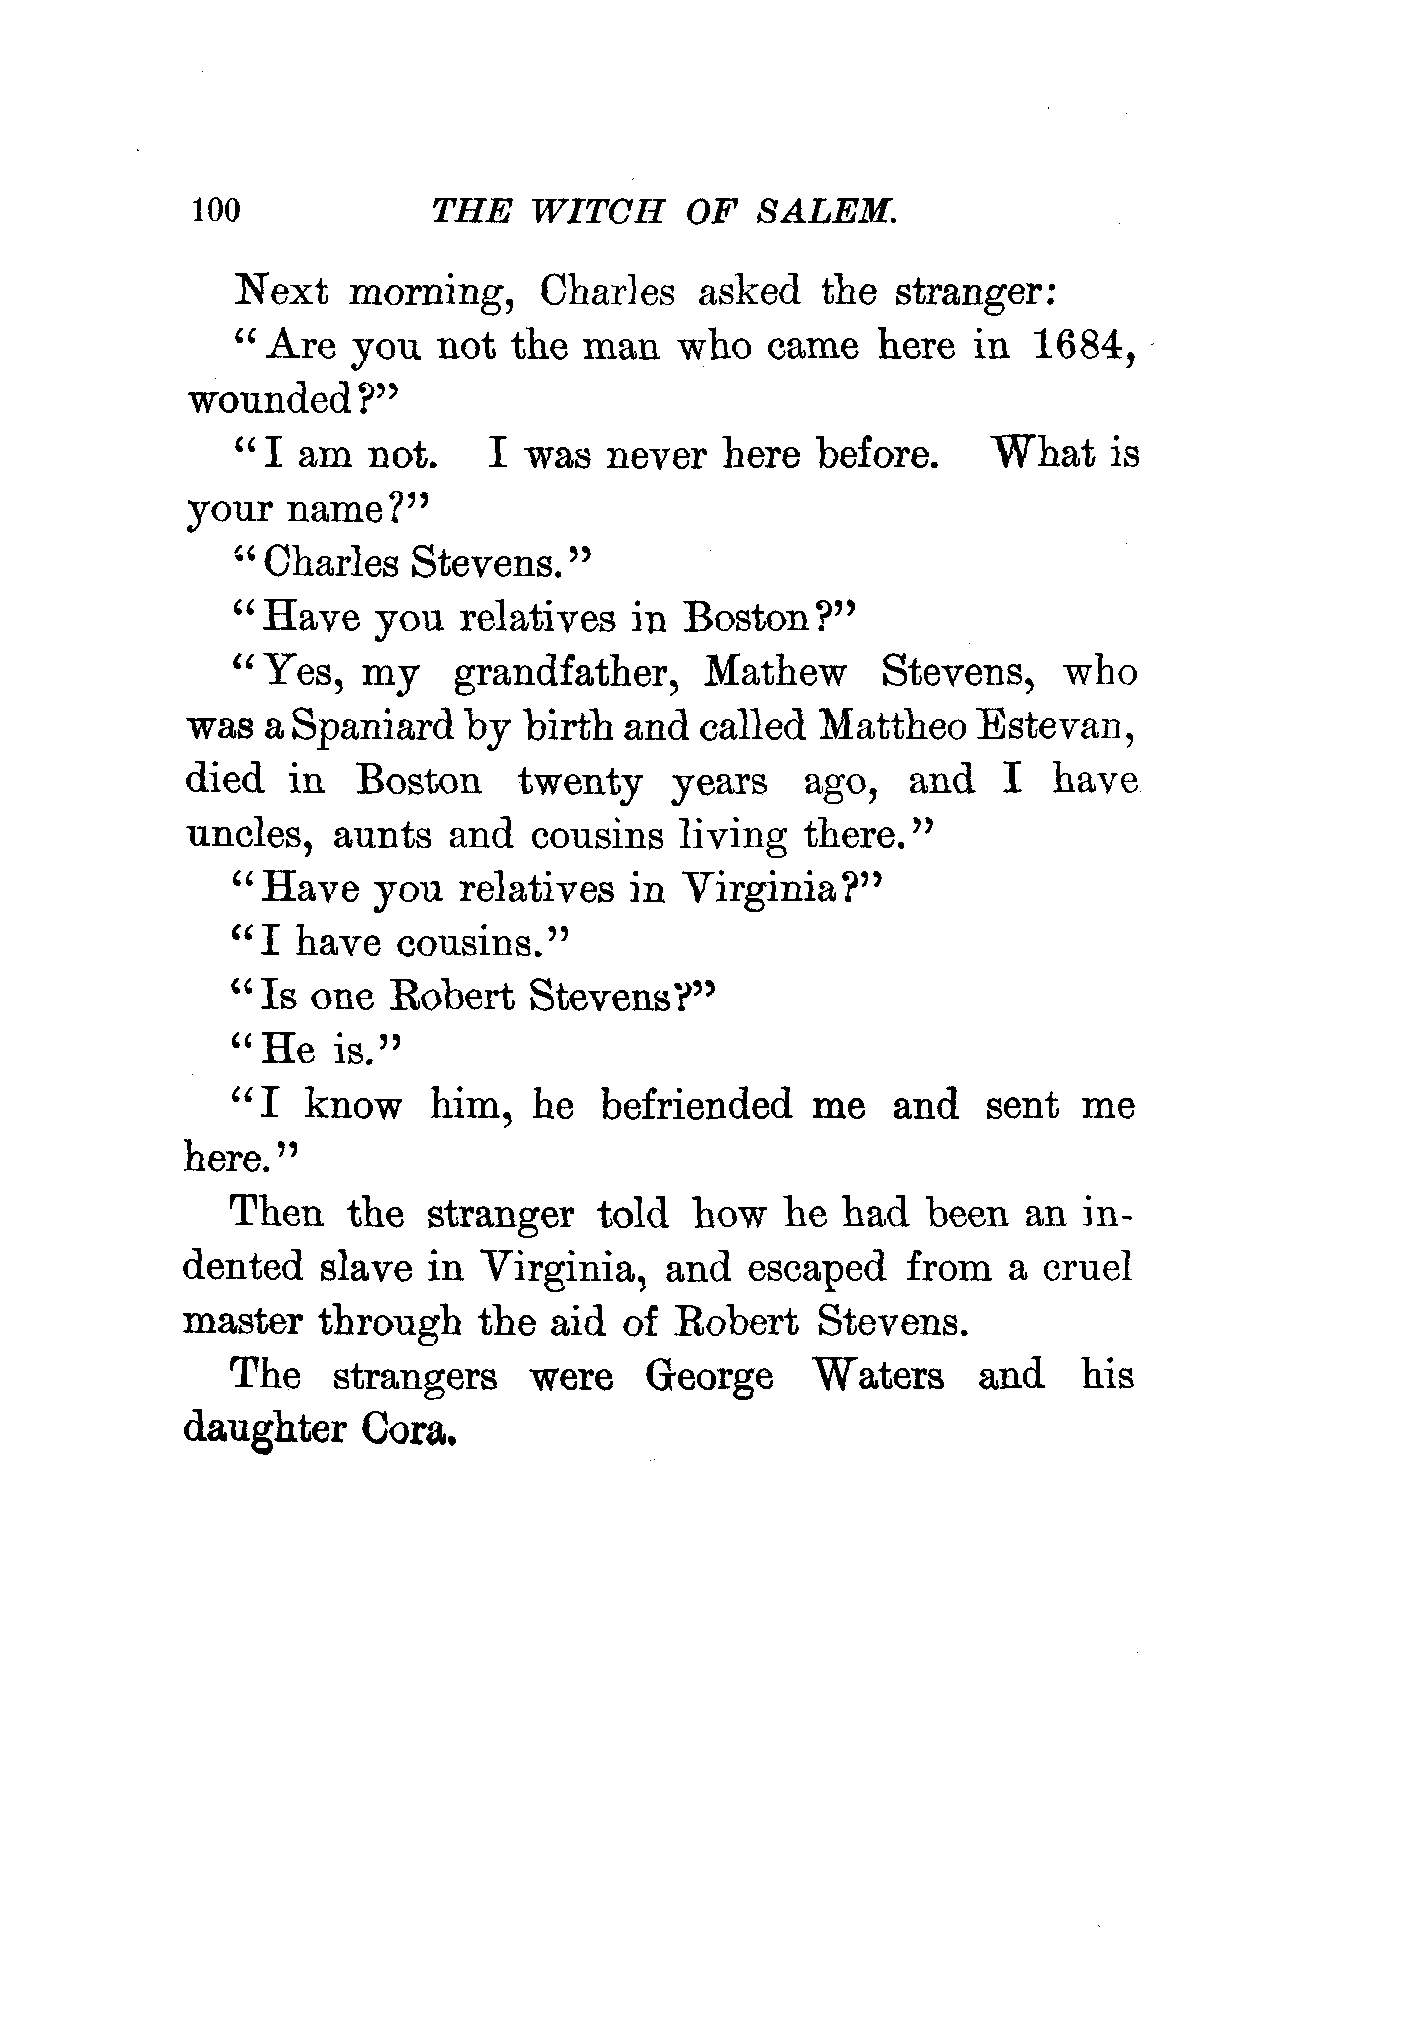 100 THE WITCH OF SALEM.
Next morning, Charles asked the stranger:
"Are you not the man who came here in 1684,
wounded?"
"I am not. I was never here before. What is
your name?"
"Charles Stevens."
"Have you relatives in Boston?"
"Yes, my grandfather, Mathew Stevens, who
was a Spaniard by birth and called Mattheo Estevan,
died in Boston twenty years ago, and I have
uncles, aunts and cousins living there."
"Have you relatives in Virginia?"
"I have cousins."
"Is one Robert Stevens?"
"He is."
"I know him, he befriended me and sent me
here."
Then the stranger told how he had been an in-
dented slave in Virginia, and escaped from a cruel
master through the aid of Robert Stevens.
The strangers were George Waters and his
daughter Cora.